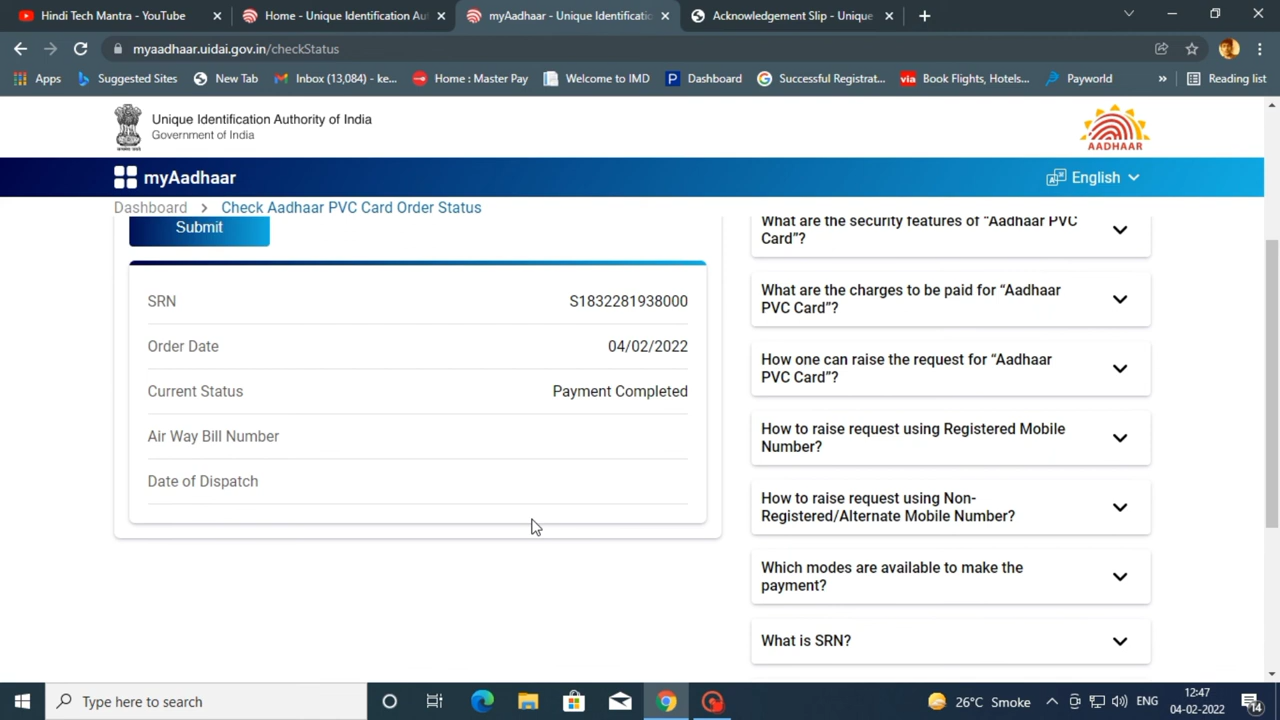 Hindi Tech Mantra - YouTube
Home - Unique Identification Au
myAadhaar - Unique Identificatio
Acknowledgement Slip - Unique
myaadhaar.uidai.gov.in/checkStatus
Apps
Suggested Sites
New Tab
Inbox (13,084) - ke...
Home : Master Pay
Welcome to IMD
Dashboard
Successful Registrat...
Book Flights, Hotels...
Payworld
»
Reading list
Unique Identification Authority of India
Government of India
AADHAAR
myAadhaar
English
Dashboard > Check Aadhaar PVC Card Order Status
Submit
SRN S1832281938000
Order Date 04/02/2022
Current Status Payment Completed
Air Way Bill Number
Date of Dispatch
What are the security features of “Aadhaar PVC
Card”?
What are the charges to be paid for “Aadhaar
PVC Card”?
How one can raise the request for “Aadhaar
PVC Card”?
How to raise request using Registered Mobile
Number?
How to raise request using Non-
Registered/Alternate Mobile Number?
Which modes are available to make the
payment?
What is SRN?
Type here to search
26°C Smoke
ENG
12:47
04-02-2022
14